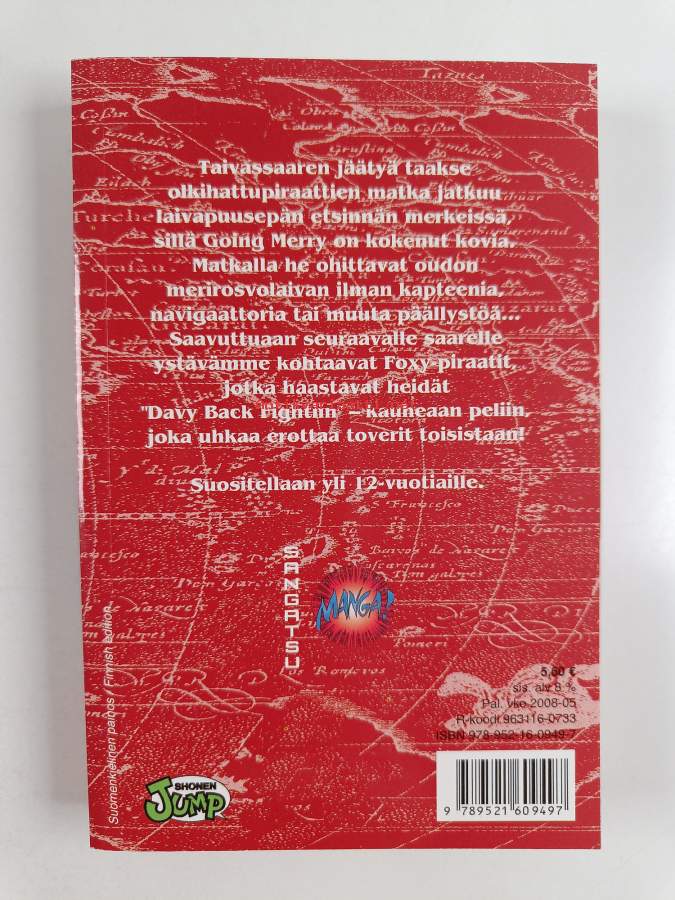 Taivassaaren jäätyä taakse
olkihattupiraattien matka jatkuu
laivapuusepän etsinnän merkeissä,
sillä Going Merry on kokenut kovia.
Matkalla he ohittavat oudon
merirosvolaivan ilman kapteenia,
navigaattoria tai muuta päällystöä...
Saavuttuaan seuraavalle saarelle
ystävämme kohtaavat Foxy-piraatit,
jotka haastavat heidät
"Davy Back Fightiin" – kauheaan peliin,
joka uhkaa erottaa toverit toisistaan!
Suositellaan yli 12-vuotiaille.
SANGATSU
MANGA!
5,60 €
sis. alv 8 %
Pal. vko 2008-05
R-koodi 963116-0733
ISBN 978-952-16-0949-7
9 789521 609497
Suomenkielinen painos / Finnish edition
SHONEN
JUMP